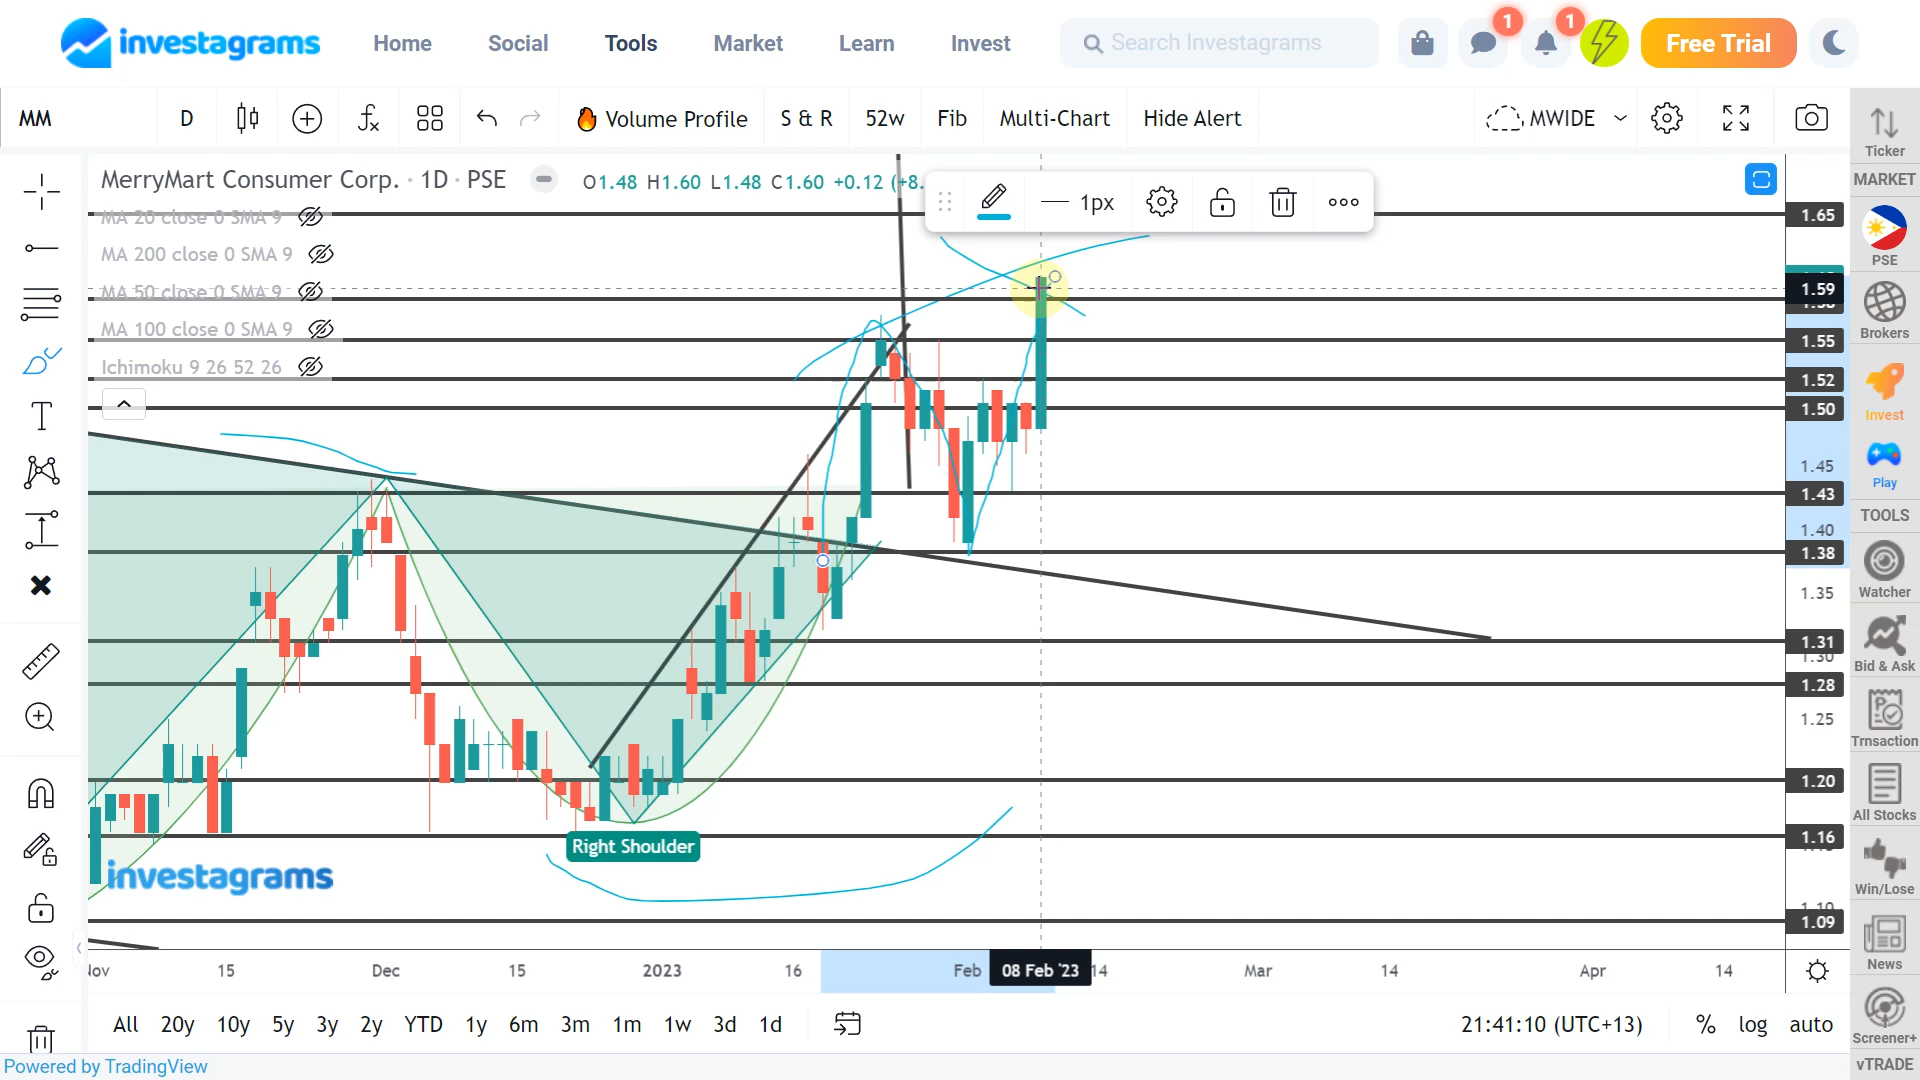 investagrams
Home
Social
Tools
Market
Learn
Invest
Search Investagrams
1
1
Free Trial
MM
D
Volume Profile
S & R
52w
Fib
Multi-Chart
Hide Alert
MWIDE
MerryMart Consumer Corp. · 1D · PSE
O1.48 H1.60 L1.48 C1.60 +0.12 (+8.
1px
MA 20 close 0 SMA 9
MA 200 close 0 SMA 9
MA 50 close 0 SMA 9
MA 100 close 0 SMA 9
Ichimoku 9 26 52 26
Right Shoulder
investagrams
1.65
1.59
1.55
1.52
1.50
1.45
1.43
1.40
1.38
1.35
1.31
1.30
1.28
1.25
1.20
1.16
1.10
1.09
Nov
15
Dec
15
2023
16
Feb
08 Feb '23
14
Mar
14
Apr
14
All
20y
10y
5y
3y
2y
YTD
1y
6m
3m
1m
1w
3d
1d
21:41:10 (UTC+13)
%
log
auto
Powered by TradingView
Ticker
MARKET
PSE
Brokers
Invest
Play
TOOLS
Watcher
Bid & Ask
Trnsaction
All Stocks
Win/Lose
News
Screener+
vTRADE